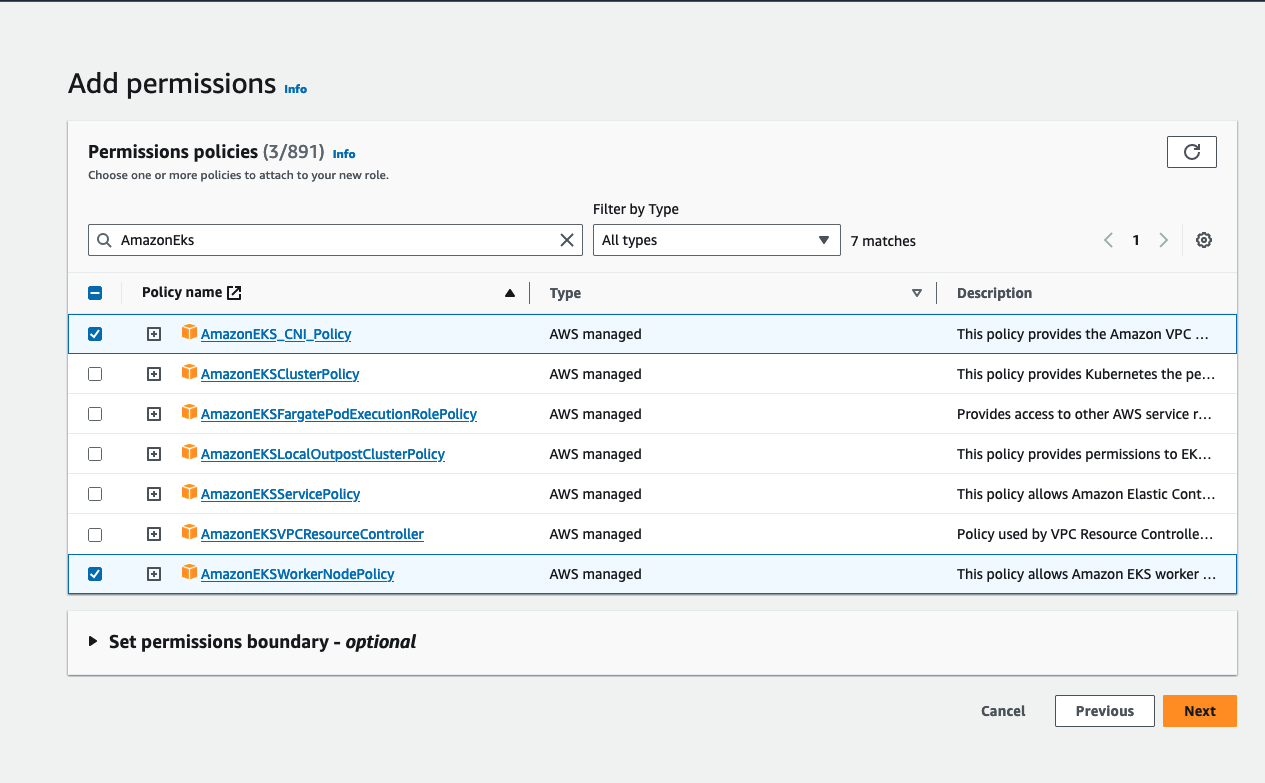 Add permissions Info
Permissions policies (3/891) Info
Choose one or more policies to attach to your new role.
Filter by Type
AmazonEks All types 7 matches 1
Policy name Type Description
AmazonEKS_CNI_Policy AWS managed This policy provides the Amazon VPC ...
AmazonEKSClusterPolicy AWS managed This policy provides Kubernetes the pe...
AmazonEKSFargatePodExecutionRolePolicy AWS managed Provides access to other AWS service r...
AmazonEKSLocalOutpostClusterPolicy AWS managed This policy provides permissions to EK...
AmazonEKSServicePolicy AWS managed This policy allows Amazon Elastic Cont...
AmazonEKSVPCResourceController AWS managed Policy used by VPC Resource Controlle...
AmazonEKSWorkerNodePolicy AWS managed This policy allows Amazon EKS worker ...
Set permissions boundary - optional
Cancel Previous Next